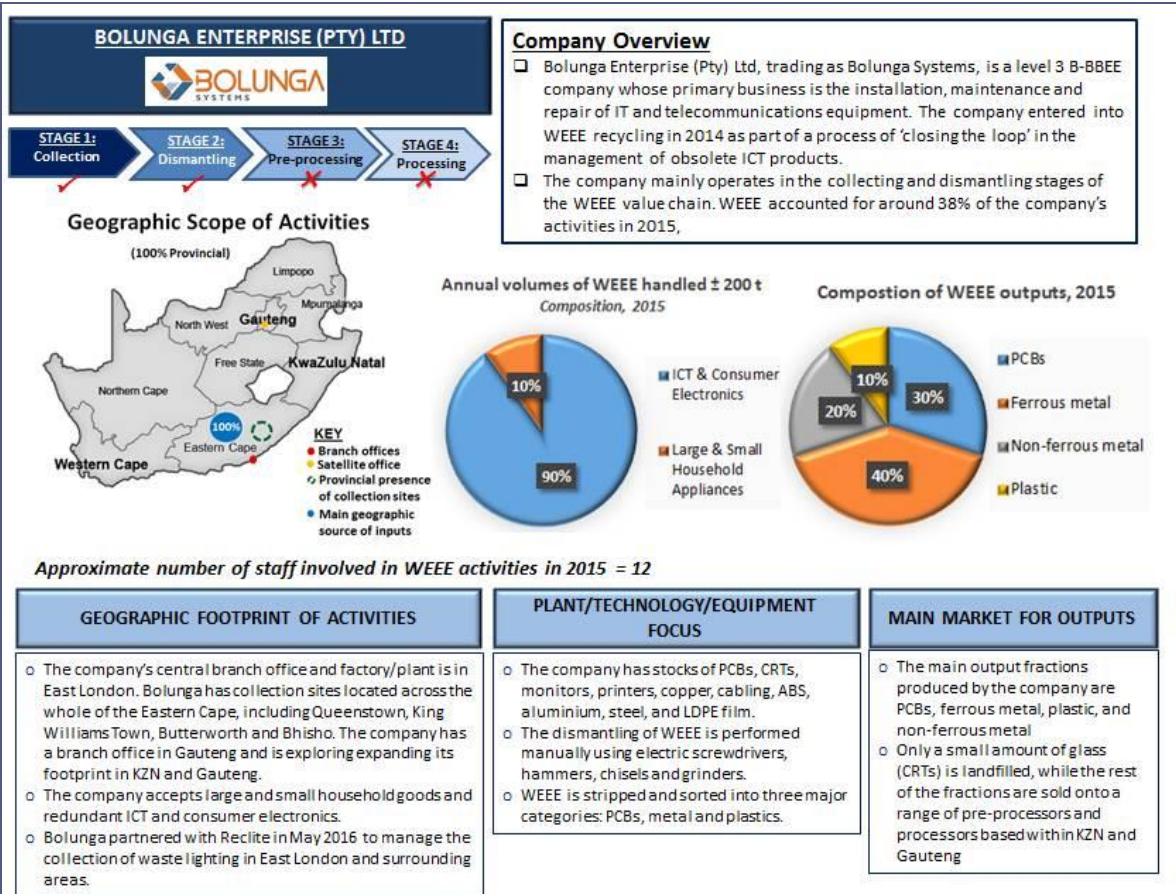 BOLUNGA ENTERPRISE (PTY) LTD
BOLUNGA
SYSTEMS
STAGE 1:
Collection
STAGE 2:
Dismantling
STAGE 3:
Pre-processing
STAGE 4:
Processing
Company Overview
Bolunga Enterprise (Pty) Ltd, trading as Bolunga Systems, is a level 3 B-BBEE
company whose primary business is the installation, maintenance and
repair of IT and telecommunications equipment. The company entered into
WEEE recycling in 2014 as part of a process of ‘closing the loop’ in the
management of obsolete ICT products.
The company mainly operates in the collecting and dismantling stages of
the WEEE value chain. WEEE accounted for around 38% of the company’s
activities in 2015,
Geographic Scope of Activities
(100% Provincial)
Limpopo
Mpumalanga
North West
Gauteng
Free State
KwaZulu Natal
Northern Cape
100%
Eastern Cape
Western Cape
KEY
Branch offices
Satellite office
Provincial presence
of collection sites
Main geographic
source of inputs
Annual volumes of WEEE handled ± 200 t
Composition, 2015
10%
90%
ICT & Consumer
Electronics
Large & Small
Household
Appliances
Compostion of WEEE outputs, 2015
10%
30%
20%
40%
PCBs
Ferrous metal
Non-ferrous metal
Plastic
Approximate number of staff involved in WEEE activities in 2015 = 12
GEOGRAPHIC FOOTPRINT OF ACTIVITIES
o The company’s central branch office and factory/plant is in
East London. Bolunga has collection sites located across the
whole of the Eastern Cape, including Queenstown, King
Williams Town, Butterworth and Bhisho. The company has
a branch office in Gauteng and is exploring expanding its
footprint in KZN and Gauteng.
o The company accepts large and small household goods and
redundant ICT and consumer electronics.
o Bolunga partnered with Reclite in May 2016 to manage the
collection of waste lighting in East London and surrounding
areas.
PLANT/TECHNOLOGY/EQUIPMENT
FOCUS
o The company has stocks of PCBs, CRTs,
monitors, printers, copper, cabling, ABS,
aluminium, steel, and LDPE film.
o The dismantling of WEEE is performed
manually using electric screwdrivers,
hammers, chisels and grinders.
o WEEE is stripped and sorted into three major
categories: PCBs, metal and plastics.
MAIN MARKET FOR OUTPUTS
o The main output fractions
produced by the company are
PCBs, ferrous metal, plastic, and
non-ferrous metal
o Only a small amount of glass
(CRTs) is landfilled, while the rest
of the fractions are sold onto a
range of pre-processors and
processors based within KZN and
Gauteng